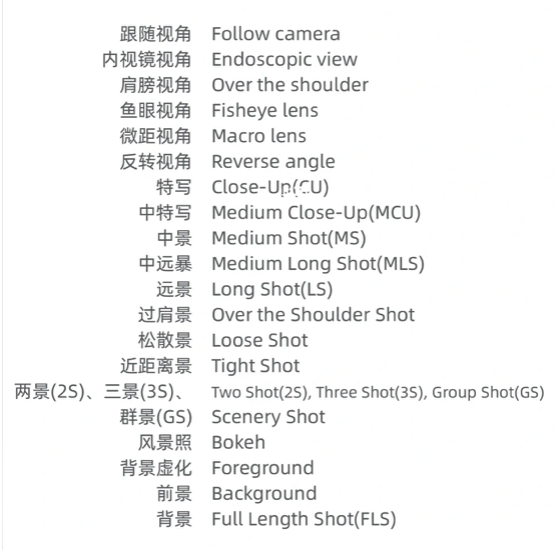 跟随视角 Follow camera
内视镜视角 Endoscopic view
肩膀视角 Over the shoulder
鱼眼视角 Fisheye lens
微距视角 Macro lens
反转视角 Reverse angle
特写 Close-Up(CU)
中特写 Medium Close-Up(MCU)
中景 Medium Shot(MS)
中远暴 Medium Long Shot(MLS)
远景 Long Shot(LS)
过肩景 Over the Shoulder Shot
松散景 Loose Shot
近距离景 Tight Shot
两景(2S)、三景(3S)、 Two Shot(2S), Three Shot(3S), Group Shot(GS)
群景(GS) Scenery Shot
风景照 Bokeh
背景虚化 Foreground
前景 Background
背景 Full Length Shot(FLS)